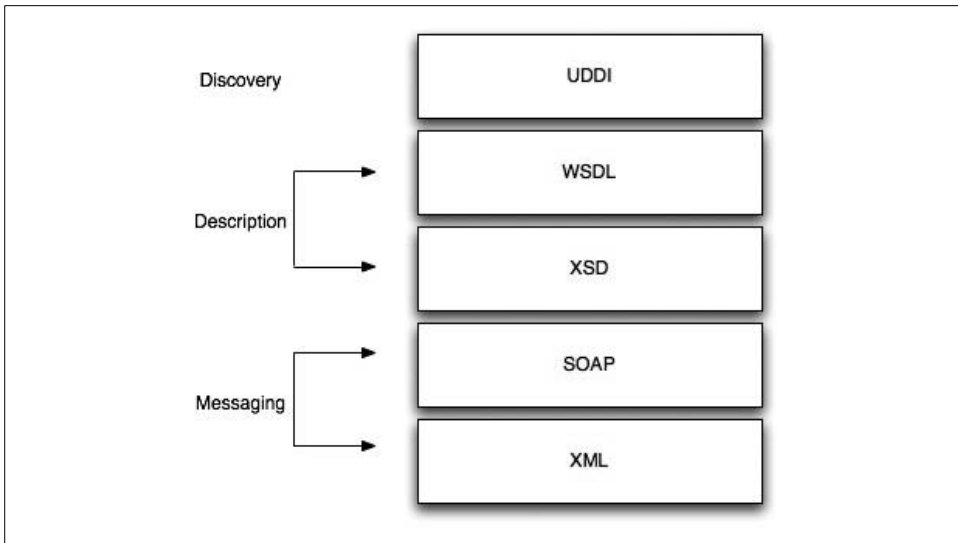 Discovery
UDDI
WSDL
Description
XSD
SOAP
Messaging
XML